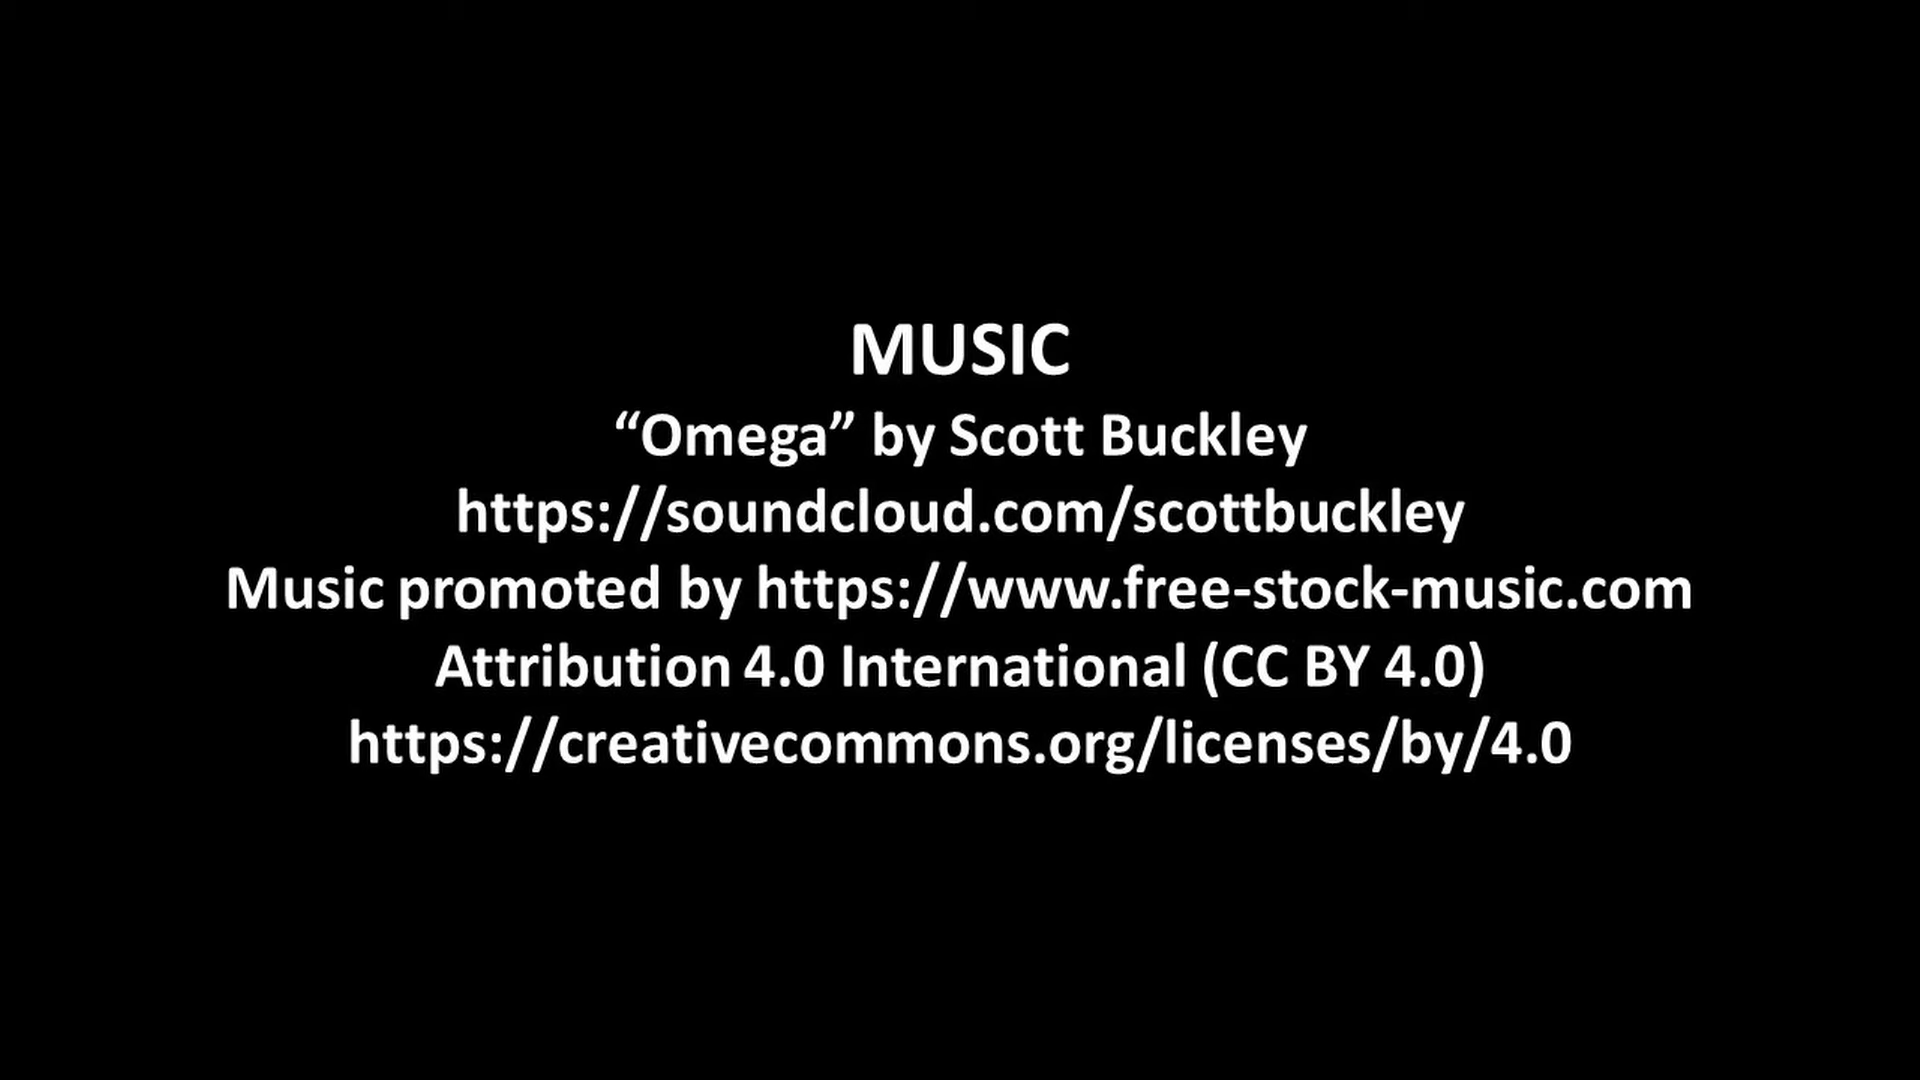 MUSIC
“Omega” by Scott Buckley
https://soundcloud.com/scottbuckley
Music promoted by https://www.free-stock-music.com
Attribution 4.0 International (CC BY 4.0)
https://creativecommons.org/licenses/by/4.0